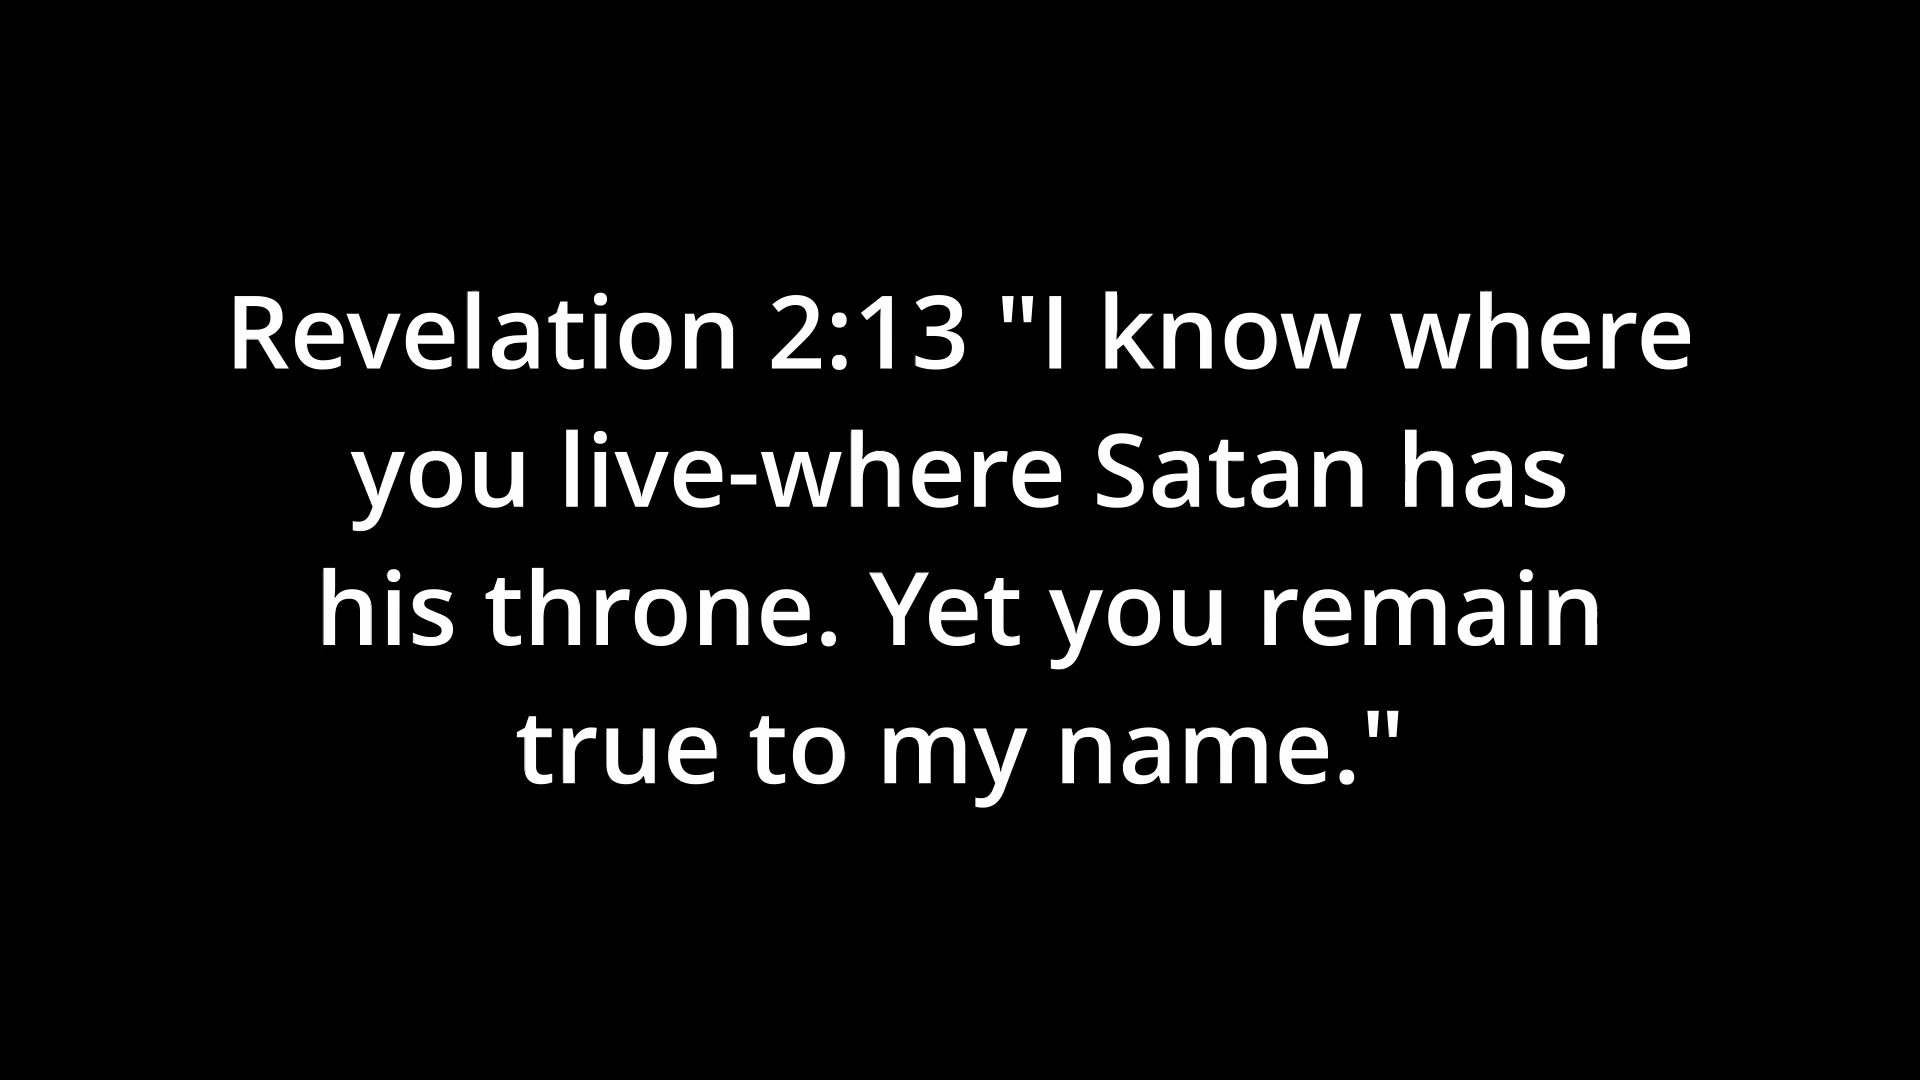 Revelation 2:13 "I know where
you live-where Satan has
his throne. Yet you remain
true to my name."